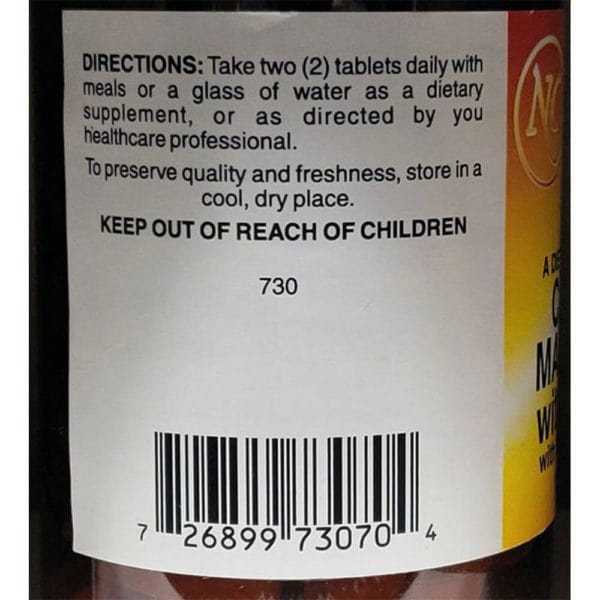 DIRECTIONS: Take two (2) tablets daily with
meals or a glass of water as a dietary
supplement, or as directed by you
healthcare professional.
To preserve quality and freshness, store in a
cool, dry place.
KEEP OUT OF REACH OF CHILDREN
730
7 26899 73070 4
NC
A
with